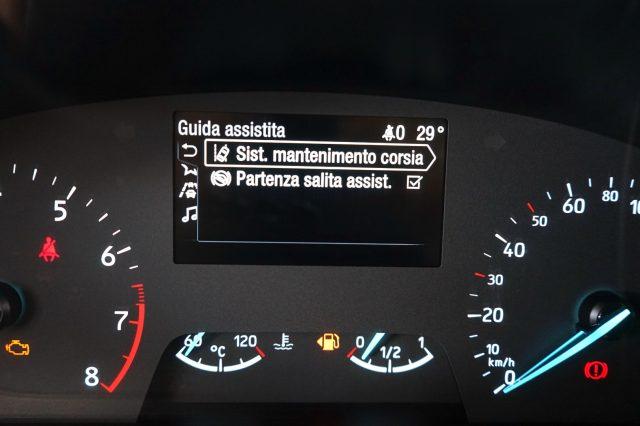 Guida assistita 0 29°
Sist. mantenimento corsia
Partenza salita assist.
5
6
7
8
60 120
°C
0 1/2 1
0
10
20
30
40
50
60
80
km/h